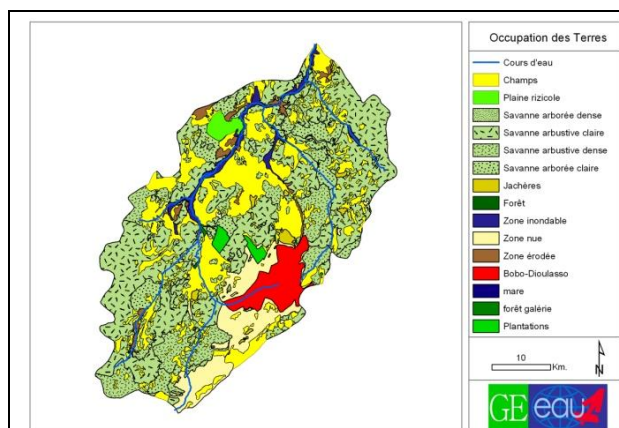 Occupation des Terres
Cours d'eau
Champs
Plaine rizicole
Savanne arborée dense
Savanne arbustive claire
Savanne arbustive dense
Savanne arborée claire
Jachères
Forêt
Zone inondable
Zone nue
Zone érodée
Bobo-Dioulasso
mare
forêt galérie
Plantations
10
Km.
N
GE eau